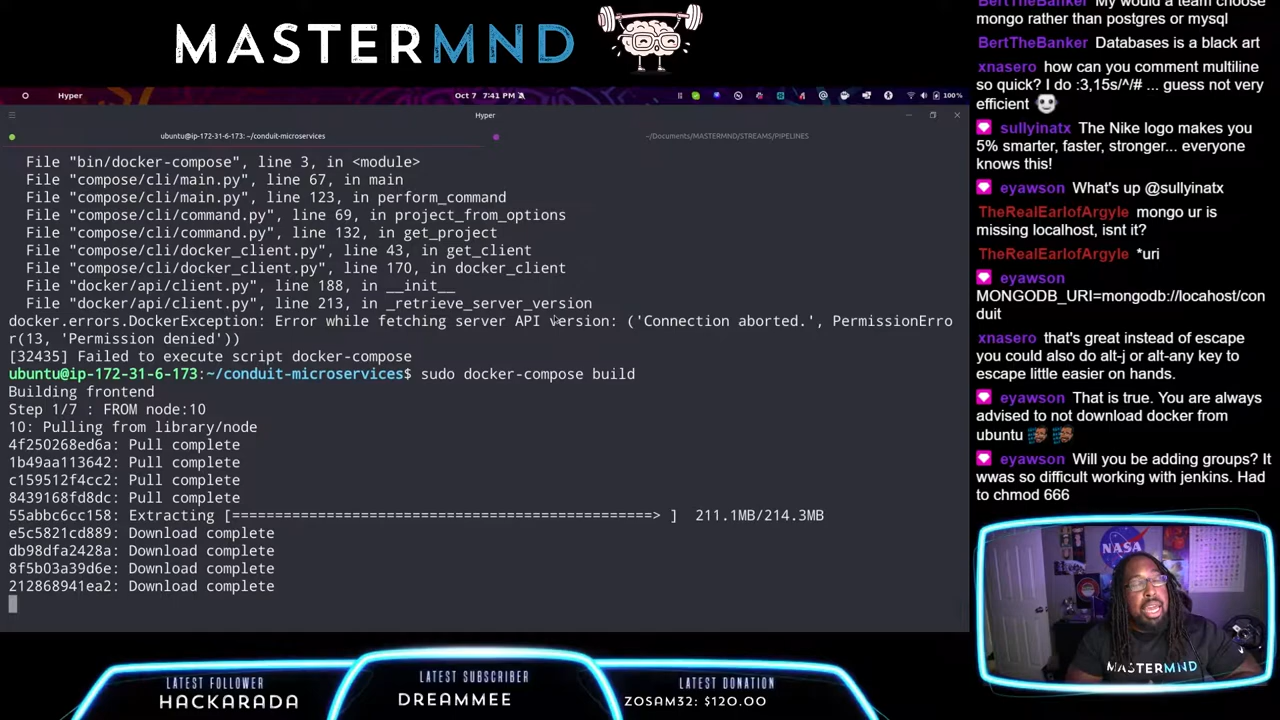 MASTERMND
Hyper
Oct 7 7:41 PM
100%
Hyper
ubuntu@ip-172-31-6-173: ~/conduit-microservices
~/Documents/MASTERMND/STREAMS/PIPELINES
File "bin/docker-compose", line 3, in <module>
File "compose/cli/main.py", line 67, in main
File "compose/cli/main.py", line 123, in perform_command
File "compose/cli/command.py", line 69, in project_from_options
File "compose/cli/command.py", line 132, in get_project
File "compose/cli/docker_client.py", line 43, in get_client
File "compose/cli/docker_client.py", line 170, in docker_client
File "docker/api/client.py", line 188, in __init__
File "docker/api/client.py", line 213, in _retrieve_server_version
docker.errors.DockerException: Error while fetching server API version: ('Connection aborted.', PermissionErro
r(13, 'Permission denied'))
[32435] Failed to execute script docker-compose
ubuntu@ip-172-31-6-173:~/conduit-microservices$ sudo docker-compose build
Building frontend
Step 1/7 : FROM node:10
10: Pulling from library/node
4f250268ed6a: Pull complete
1b49aa113642: Pull complete
c159512f4cc2: Pull complete
8439168fd8dc: Pull complete
55abbc6cc158: Extracting [================================================> ] 211.1MB/214.3MB
e5c5821cd889: Download complete
db98dfa2428a: Download complete
8f5b03a39d6e: Download complete
212868941ea2: Download complete
BertTheBanker My would a team choose
mongo rather than postgres or mysql
BertTheBanker Databases is a black art
xnasero how can you comment multiline
so quick? I do :3,15s/^/# ... guess not very
efficient
sullyinatx The Nike logo makes you
5% smarter, faster, stronger... everyone
knows this!
eyawson What's up @sullyinatx
TheRealEarlofArgyle mongo ur is
missing localhost, isnt it?
TheRealEarlofArgyle *uri
eyawson
MONGODB_URI=mongodb://locahost/con
duit
xnasero that's great instead of escape
you could also do alt-j or alt-any key to
escape little easier on hands.
eyawson That is true. You are always
advised to not download docker from
ubuntu
eyawson Will you be adding groups? It
wwas so difficult working with jenkins. Had
to chmod 666
NASA
MASTERMND
LATEST FOLLOWER
HACKARADA
LATEST SUBSCRIBER
DREAMMEE
LATEST DONATION
ZOSAM32: $120.00